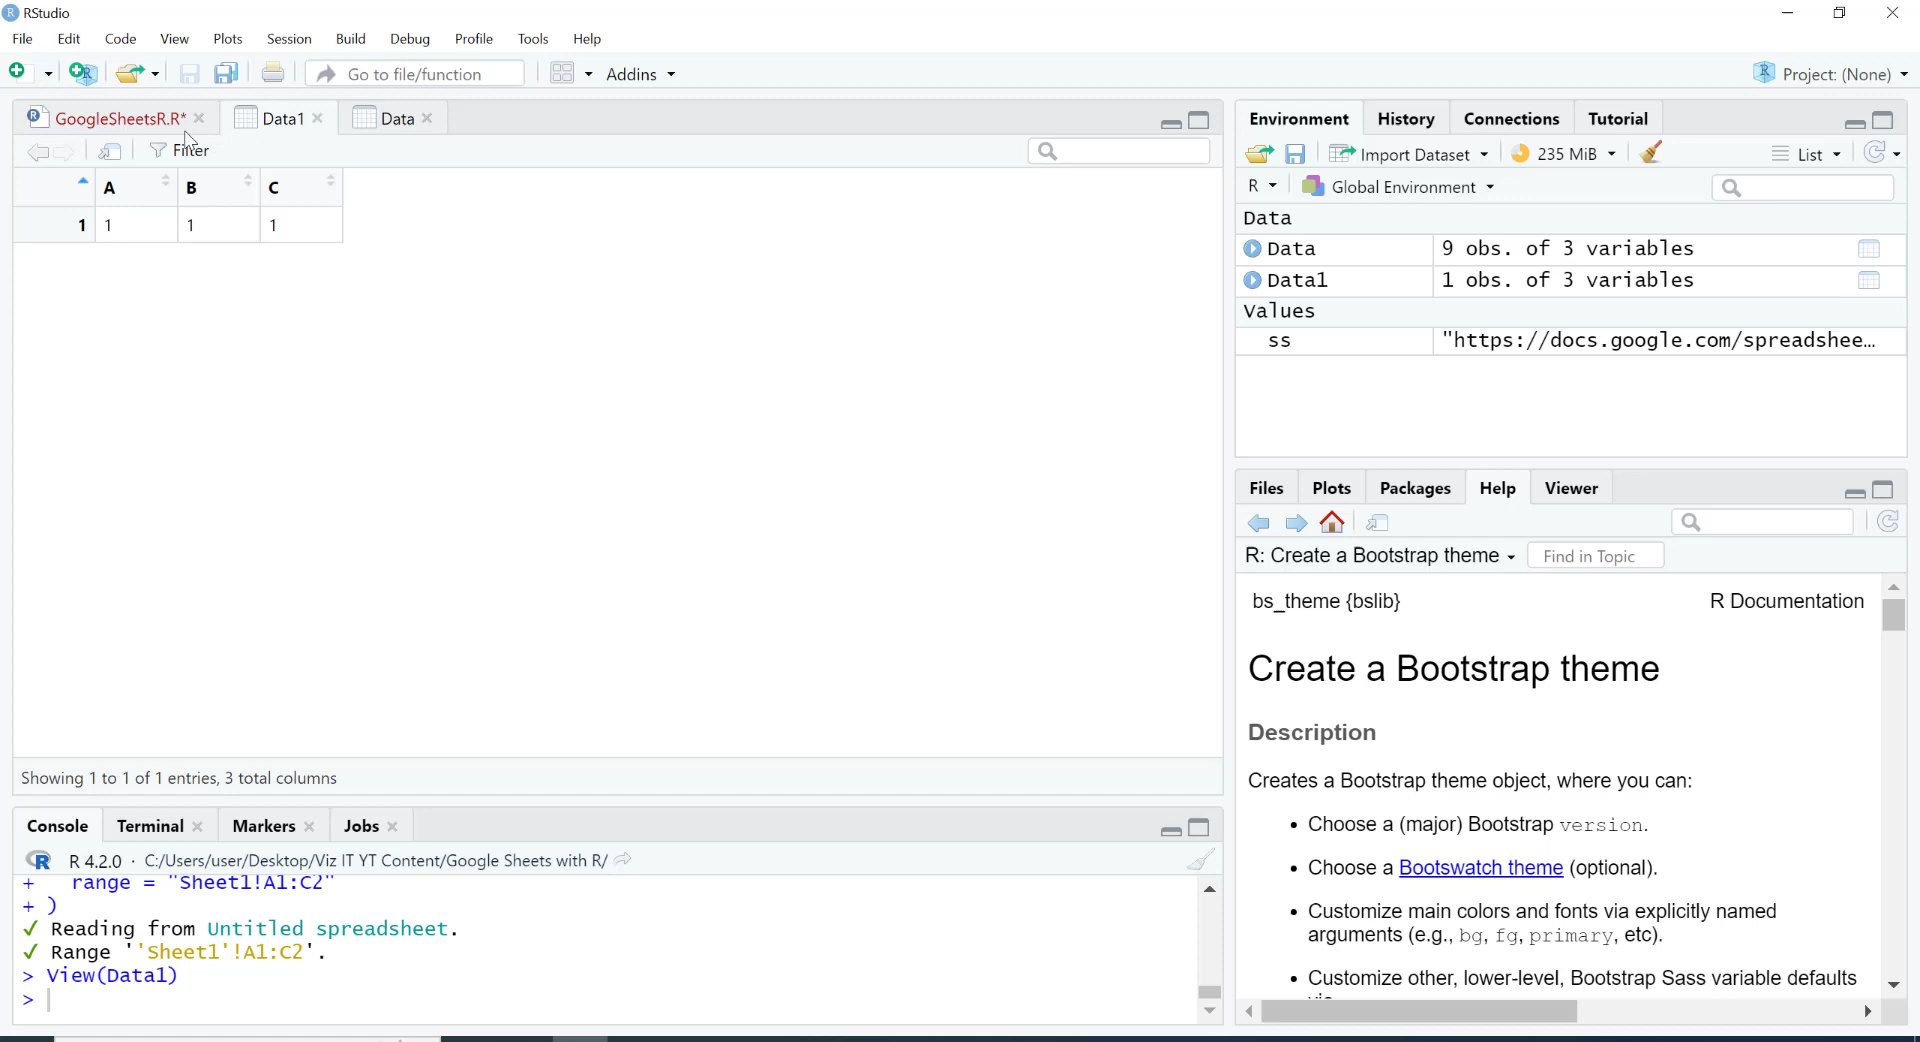 RStudio
File Edit Code View Plots Session Build Debug Profile Tools Help
Go to file/function Addins Project: (None)
GoogleSheetsR.R* Data1 Data
Filter
A B C
1 1 1 1
Showing 1 to 1 of 1 entries, 3 total columns
Console Terminal Markers Jobs
R 4.2.0 · C:/Users/user/Desktop/Viz IT YT Content/Google Sheets with R/
+ range = "Sheet1!A1:C2"
+ )
✓ Reading from Untitled spreadsheet.
✓ Range ''Sheet1'!A1:C2'.
> View(Data1)
>
Environment History Connections Tutorial
Import Dataset 235 MiB List
R Global Environment
Data
Data 9 obs. of 3 variables
Data1 1 obs. of 3 variables
Values
ss "https://docs.google.com/spreadshee…
Files Plots Packages Help Viewer
R: Create a Bootstrap theme Find in Topic
bs_theme {bslib} R Documentation
Create a Bootstrap theme
Description
Creates a Bootstrap theme object, where you can:
• Choose a (major) Bootstrap version.
• Choose a Bootswatch theme (optional).
• Customize main colors and fonts via explicitly named
arguments (e.g., bg, fg, primary, etc).
• Customize other, lower-level, Bootstrap Sass variable defaults